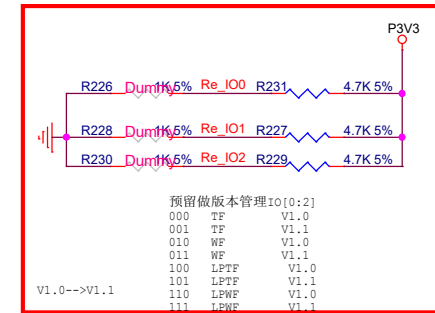 P3V3
R226 Dummy 1K 5% Re_IO0 R231 4.7K 5%
R228 Dummy 1K 5% Re_IO1 R227 4.7K 5%
R230 Dummy 1K 5% Re_IO2 R229 4.7K 5%
预留做版本管理IO[0:2]
000 TF V1.0
001 TF V1.1
010 WF V1.0
011 WF V1.1
100 LPTF V1.0
101 LPTF V1.1
110 LPWF V1.0
111 LPWF V1.1
V1.0-->V1.1